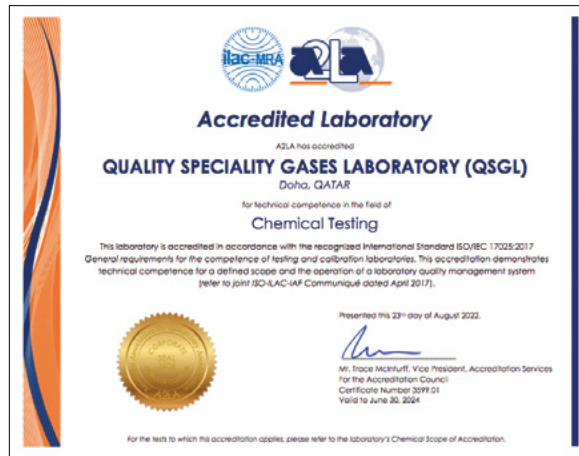 ilac-MRA
A2LA
Accredited Laboratory
A2LA has accredited
QUALITY SPECIALITY GASES LABORATORY (QSGL)
Doha, QATAR
for technical competence in the field of
Chemical Testing
This laboratory is accredited in accordance with the recognized International Standard ISO/IEC 17025:2017
General requirements for the competence of testing and calibration laboratories. This accreditation demonstrates
technical competence for a defined scope and the operation of a laboratory quality management system
(refer to joint ISO-ILAC-IAF Communiqué dated April 2017).
Presented this 23rd day of August 2022.
CORPORATE
SEAL
A2LA
Mr. Trace McInturff, Vice President, Accreditation Services
For the Accreditation Council
Certificate Number 3599.01
Valid to June 30, 2024
For the tests to which this accreditation applies, please refer to the laboratory's Chemical Scope of Accreditation.